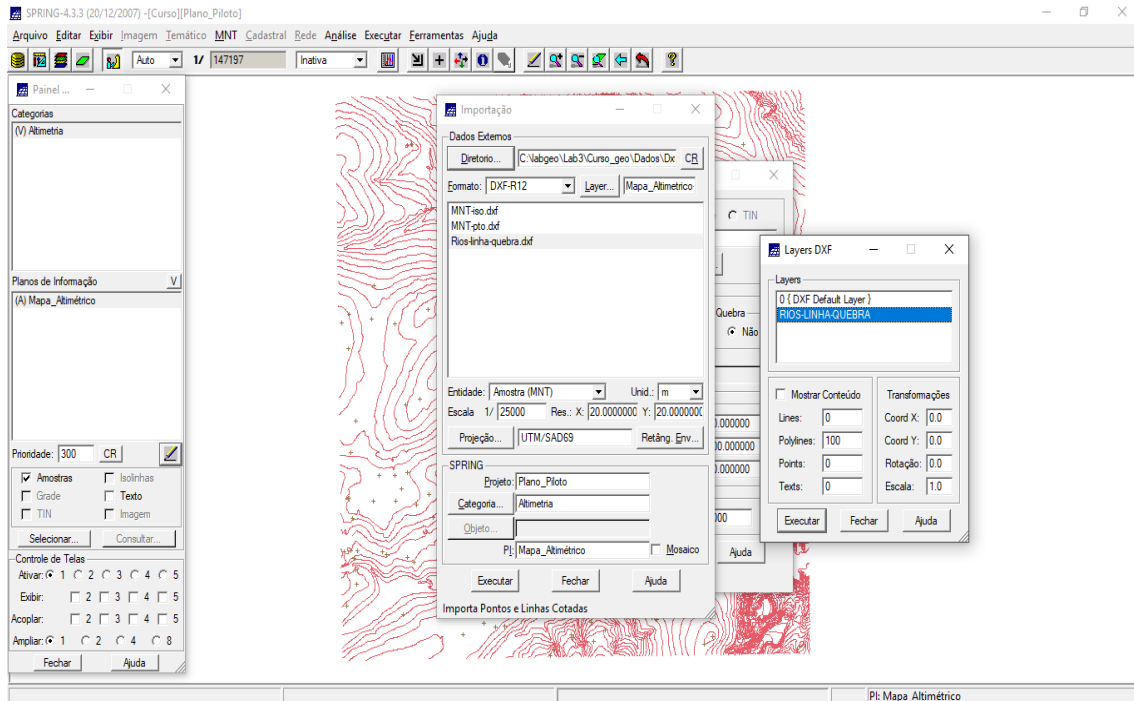 SPRING-4.3.3 (20/12/2007) -[Curso][Plano_Piloto]
Arquivo Editar Exibir Imagem Temático MNT Cadastral Rede Análise Executar Ferramentas Ajuda
Auto 1/ 147197 Inativa
Painel ...
Categorias
(V) Altimetria
Planos de Informação V
(A) Mapa_Altimétrico
Prioridade: 300 CR
Amostras Isolinhas
Grade Texto
TIN Imagem
Selecionar... Consultar...
Controle de Telas
Ativar: 1 2 3 4 5
Exibir: 2 3 4 5
Acoplar: 2 3 4 5
Ampliar: 1 2 4 8
Fechar Ajuda
Importação
Dados Externos
Diretorio... C:\labgeo\Lab3\Curso_geo\Dados\Dx CR
Formato: DXF-R12 Layer... Mapa_Altimetrico-
MNT-iso.dxf
MNT-pto.dxf
Rios-linha-quebra.dxf
Entidade: Amostra (MNT) Unid.: m
Escala 1/ 25000 Res.: X: 20.0000000 Y: 20.0000000
Projeção... UTM/SAD69 Retâng. Env...
SPRING
Projeto: Plano_Piloto
Categoria... Altimetria
Objeto...
PI: Mapa_Altimétrico Mosaico
Executar Fechar Ajuda
Importa Pontos e Linhas Cotadas
TIN
Quebra
Não
0.000000
00.000000
0.000000
000
Ajuda
Layers DXF
Layers
0 { DXF Default Layer }
RIOS-LINHA-QUEBRA
Mostrar Conteúdo
Lines: 0
Polylines: 100
Points: 0
Texts: 0
Transformações
Coord X: 0.0
Coord Y: 0.0
Rotação: 0.0
Escala: 1.0
Executar Fechar Ajuda
PI: Mapa_Altimétrico